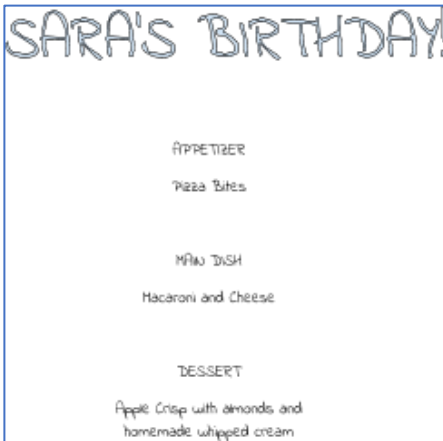 SARA'S BIRTHDAY!
APPETIZER
Pizza Bites
MAIN DISH
Macaroni and Cheese
DESSERT
Apple Crisp with almonds and
homemade whipped cream